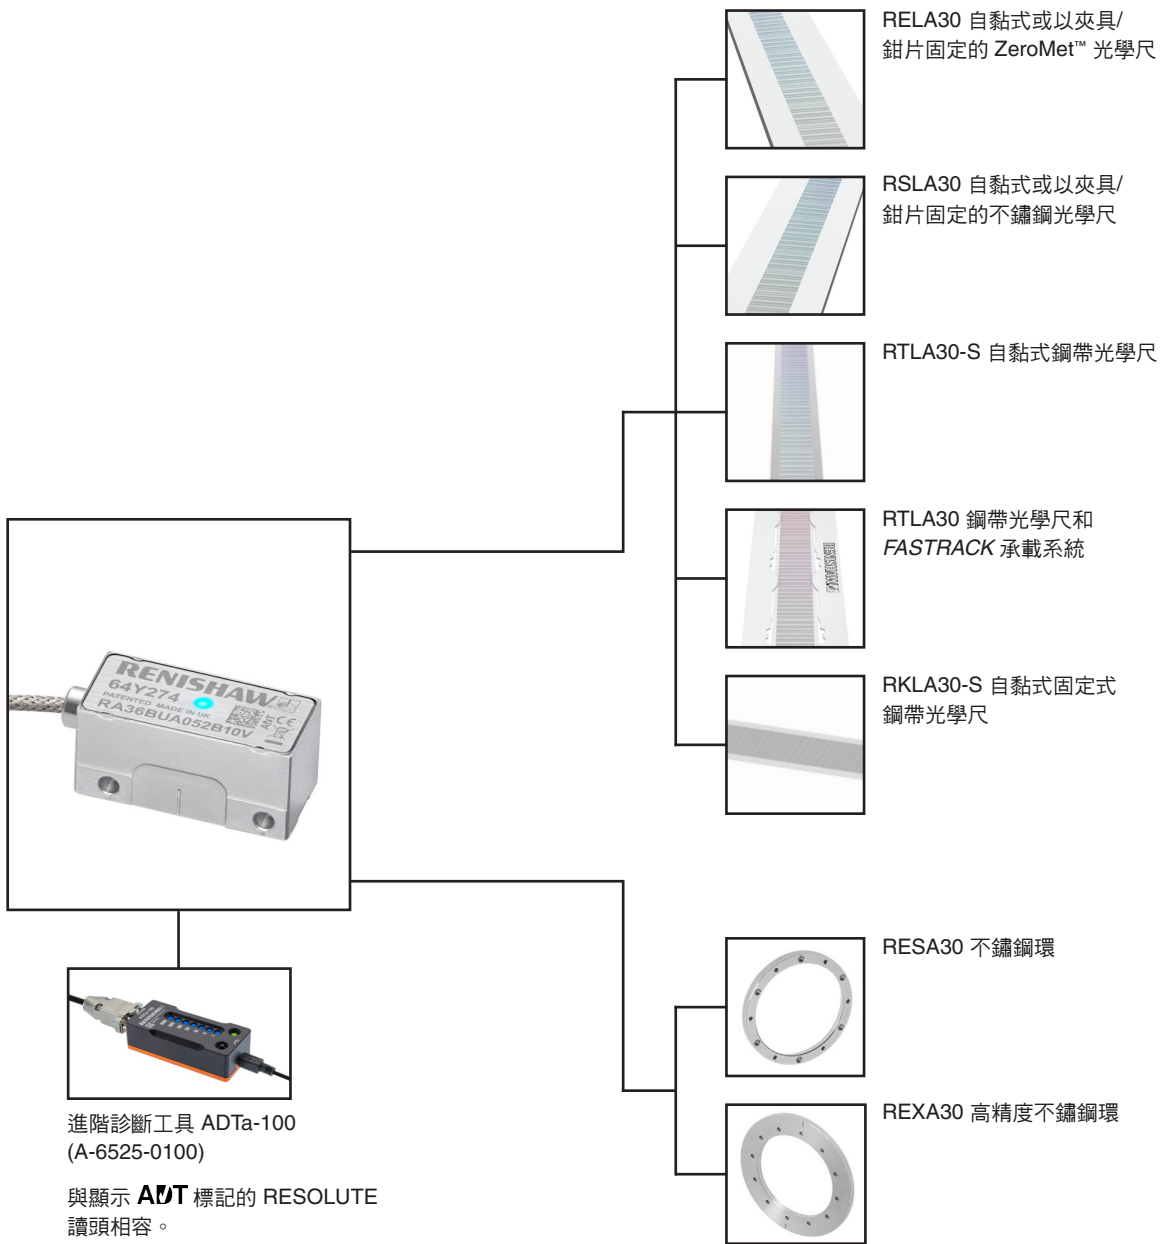 RELA30 自黏式或以夾具/
鉗片固定的 ZeroMet™ 光學尺
RSLA30 自黏式或以夾具/
鉗片固定的不鏽鋼光學尺
RTLA30-S 自黏式鋼帶光學尺
RTLA30 鋼帶光學尺和
FASTRACK 承載系統
RENISHAW
RKLA30-S 自黏式固定式
鋼帶光學尺
RENISHAW
64Y274
PATENTED MADE IN UK
RA36BUA052B10V
ADT CE
RESA30 不鏽鋼環
REXA30 高精度不鏽鋼環
進階診斷工具 ADTa-100
(A-6525-0100)
與顯示 ADT 標記的 RESOLUTE
讀頭相容。